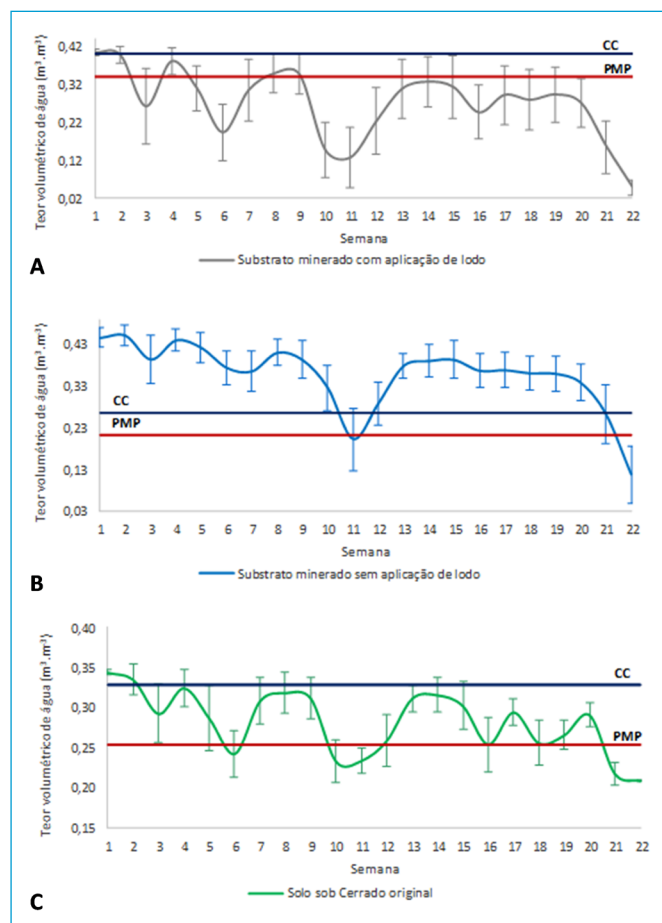 Teor volumétrico de água (m³.m³)
0,42
0,32
0,22
0,12
0,02
CC
PMP
1 2 3 4 5 6 7 8 9 10 11 12 13 14 15 16 17 18 19 20 21 22
Semana
A
Substrato minerado com aplicação de lodo
Teor volumétrico de água (m³.m³)
0,43
0,33
0,23
0,13
0,03
CC
PMP
1 2 3 4 5 6 7 8 9 10 11 12 13 14 15 16 17 18 19 20 21 22
Semana
Substrato minerado sem aplicação de lodo
B
Teor volumétrico de água (m³.m³)
0,40
0,35
0,30
0,25
0,20
0,15
CC
PMP
1 2 3 4 5 6 7 8 9 10 11 12 13 14 15 16 17 18 19 20 21 22
Semana
Solo sob Cerrado original
C